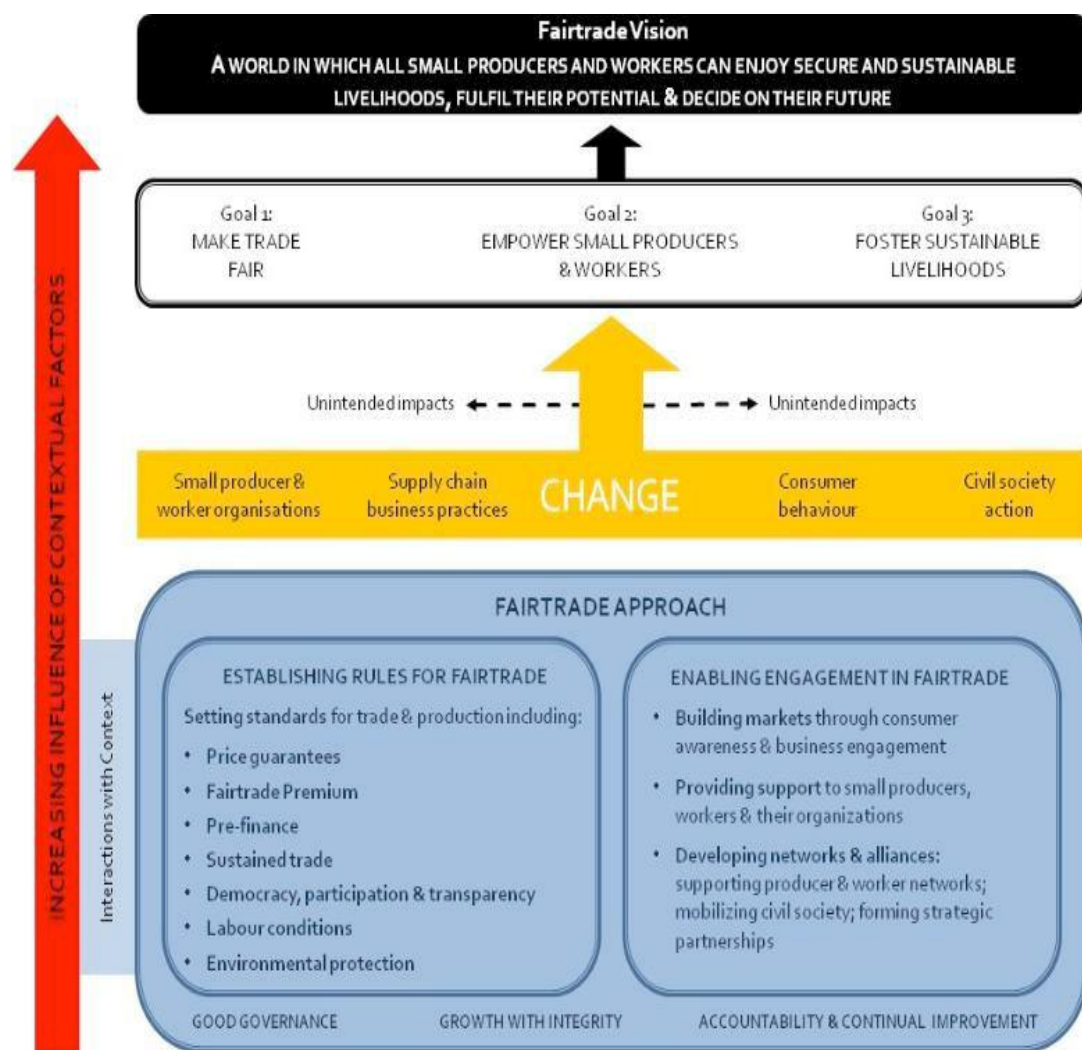 Fairtrade Vision
A WORLD IN WHICH ALL SMALL PRODUCERS AND WORKERS CAN ENJOY SECURE AND SUSTAINABLE
LIVELIHOODS, FULFIL THEIR POTENTIAL & DECIDE ON THEIR FUTURE
Goal 1:
MAKE TRADE
FAIR
Goal 2:
EMPOWER SMALL PRODUCERS
& WORKERS
Goal 3:
FOSTER SUSTAINABLE
LIVELIHOODS
Unintended impacts
Unintended impacts
Small producer &
worker organisations
Supply chain
business practices
CHANGE
Consumer
behaviour
Civil society
action
INCREASING INFLUENCE OF CONTEXTUAL FACTORS
Interactions with Context
FAIRTRADE APPROACH
ESTABLISHING RULES FOR FAIRTRADE
Setting standards for trade & production including:
• Price guarantees
• Fairtrade Premium
• Pre-finance
• Sustained trade
• Democracy, participation & transparency
• Labour conditions
• Environmental protection
ENABLING ENGAGEMENT IN FAIRTRADE
• Building markets through consumer
awareness & business engagement
• Providing support to small producers,
workers & their organizations
• Developing networks & alliances:
supporting producer & worker networks;
mobilizing civil society; forming strategic
partnerships
GOOD GOVERNANCE
GROWTH WITH INTEGRITY
ACCOUNTABILITY & CONTINUAL IMPROVEMENT